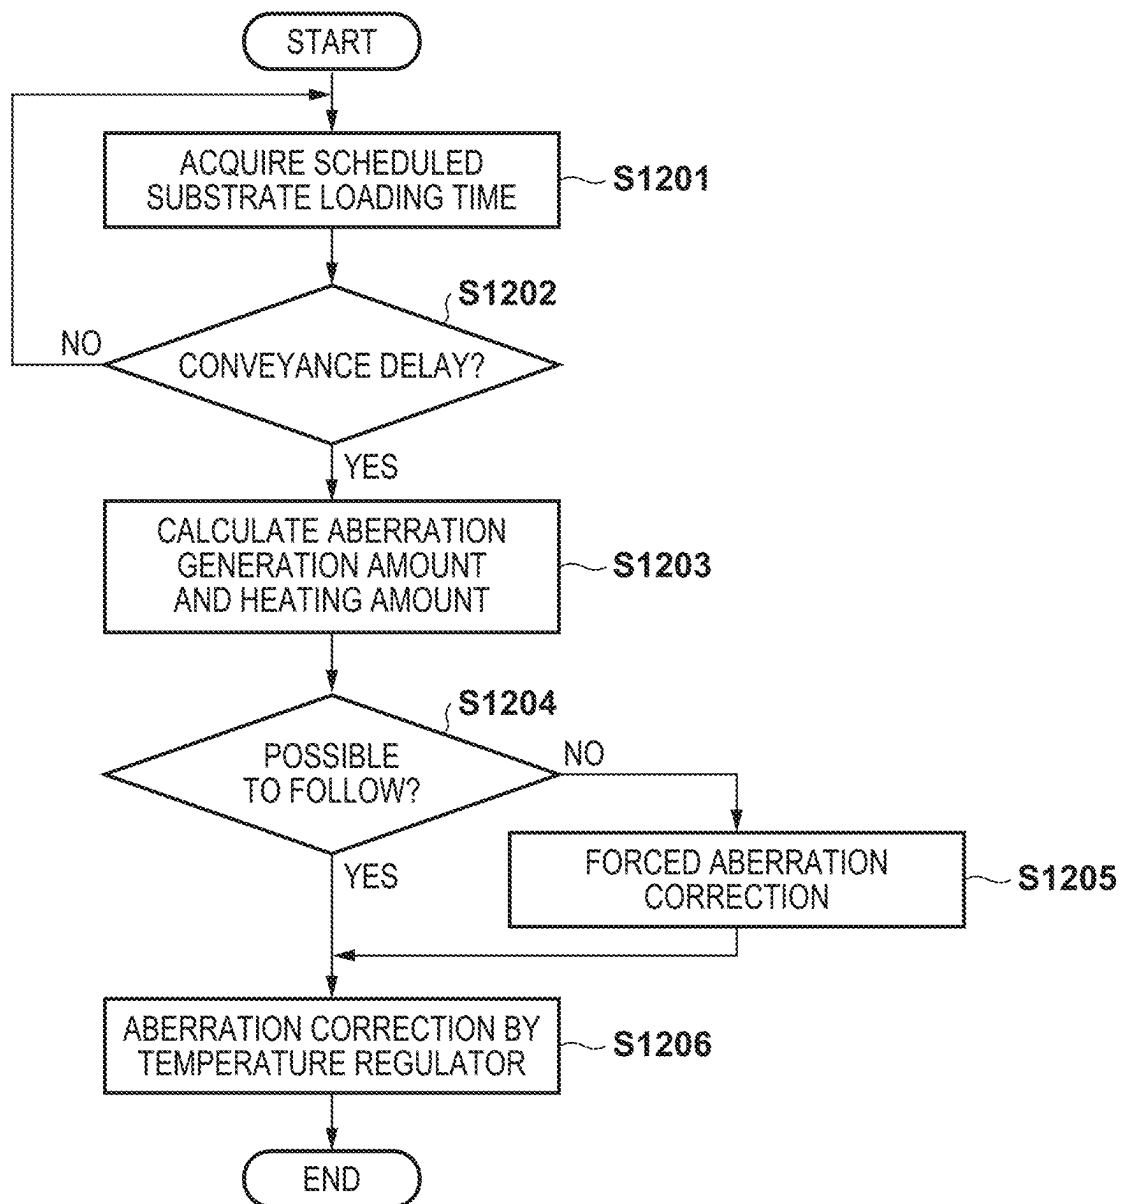 START
ACQUIRE SCHEDULED
SUBSTRATE LOADING TIME
S1201
S1202
NO
CONVEYANCE DELAY?
YES
CALCULATE ABERRATION
GENERATION AMOUNT
AND HEATING AMOUNT
S1203
S1204
POSSIBLE
TO FOLLOW?
NO
YES
FORCED ABERRATION
CORRECTION
S1205
ABERRATION CORRECTION BY
TEMPERATURE REGULATOR
S1206
END